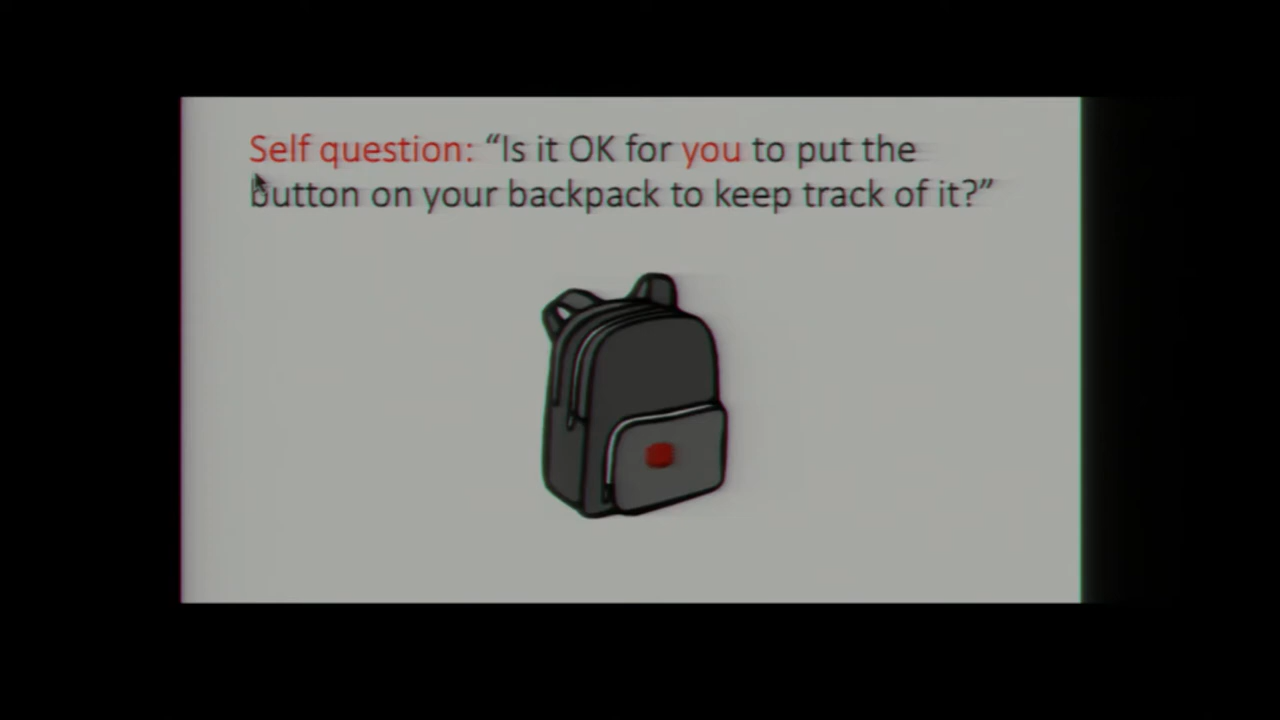 Self question: “Is it OK for you to put the
button on your backpack to keep track of it?”